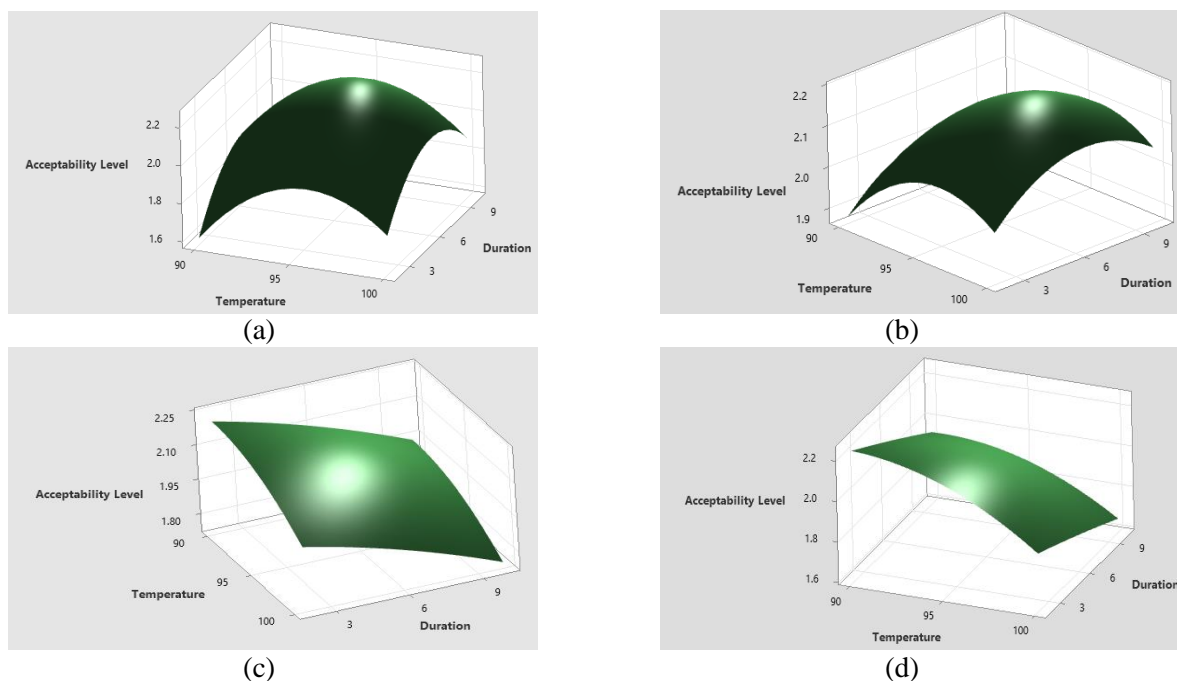 2.2
2.0
1.8
1.6
Acceptability Level
90
95
100
Temperature
3
6
9
Duration
(a)
2.2
2.1
2.0
1.9
Acceptability Level
90
95
100
Temperature
3
6
9
Duration
(b)
2.25
2.10
1.95
1.80
Acceptability Level
90
95
100
Temperature
3
6
9
Duration
(c)
2.2
2.0
1.8
1.6
Acceptability Level
90
95
100
Temperature
3
6
9
Duration
(d)